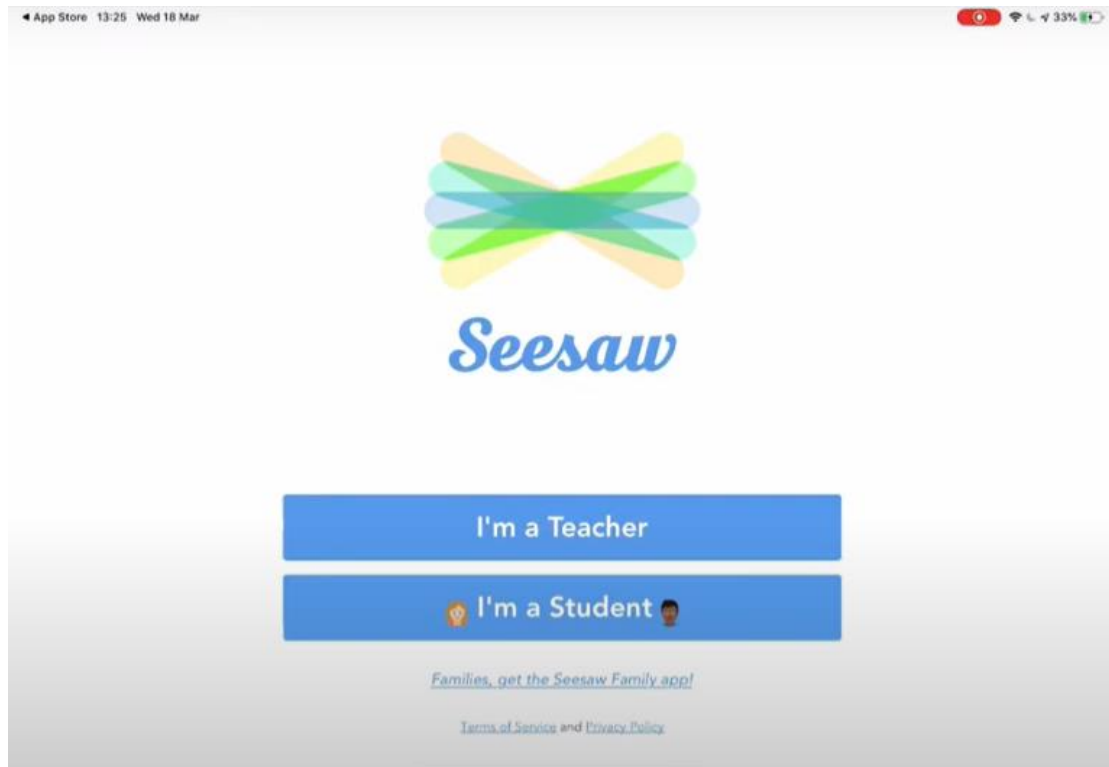 App Store 13:25 Wed 18 Mar 33%
Seesaw
I'm a Teacher
I'm a Student
Families, get the Seesaw Family app!
Terms of Service and Privacy Policy